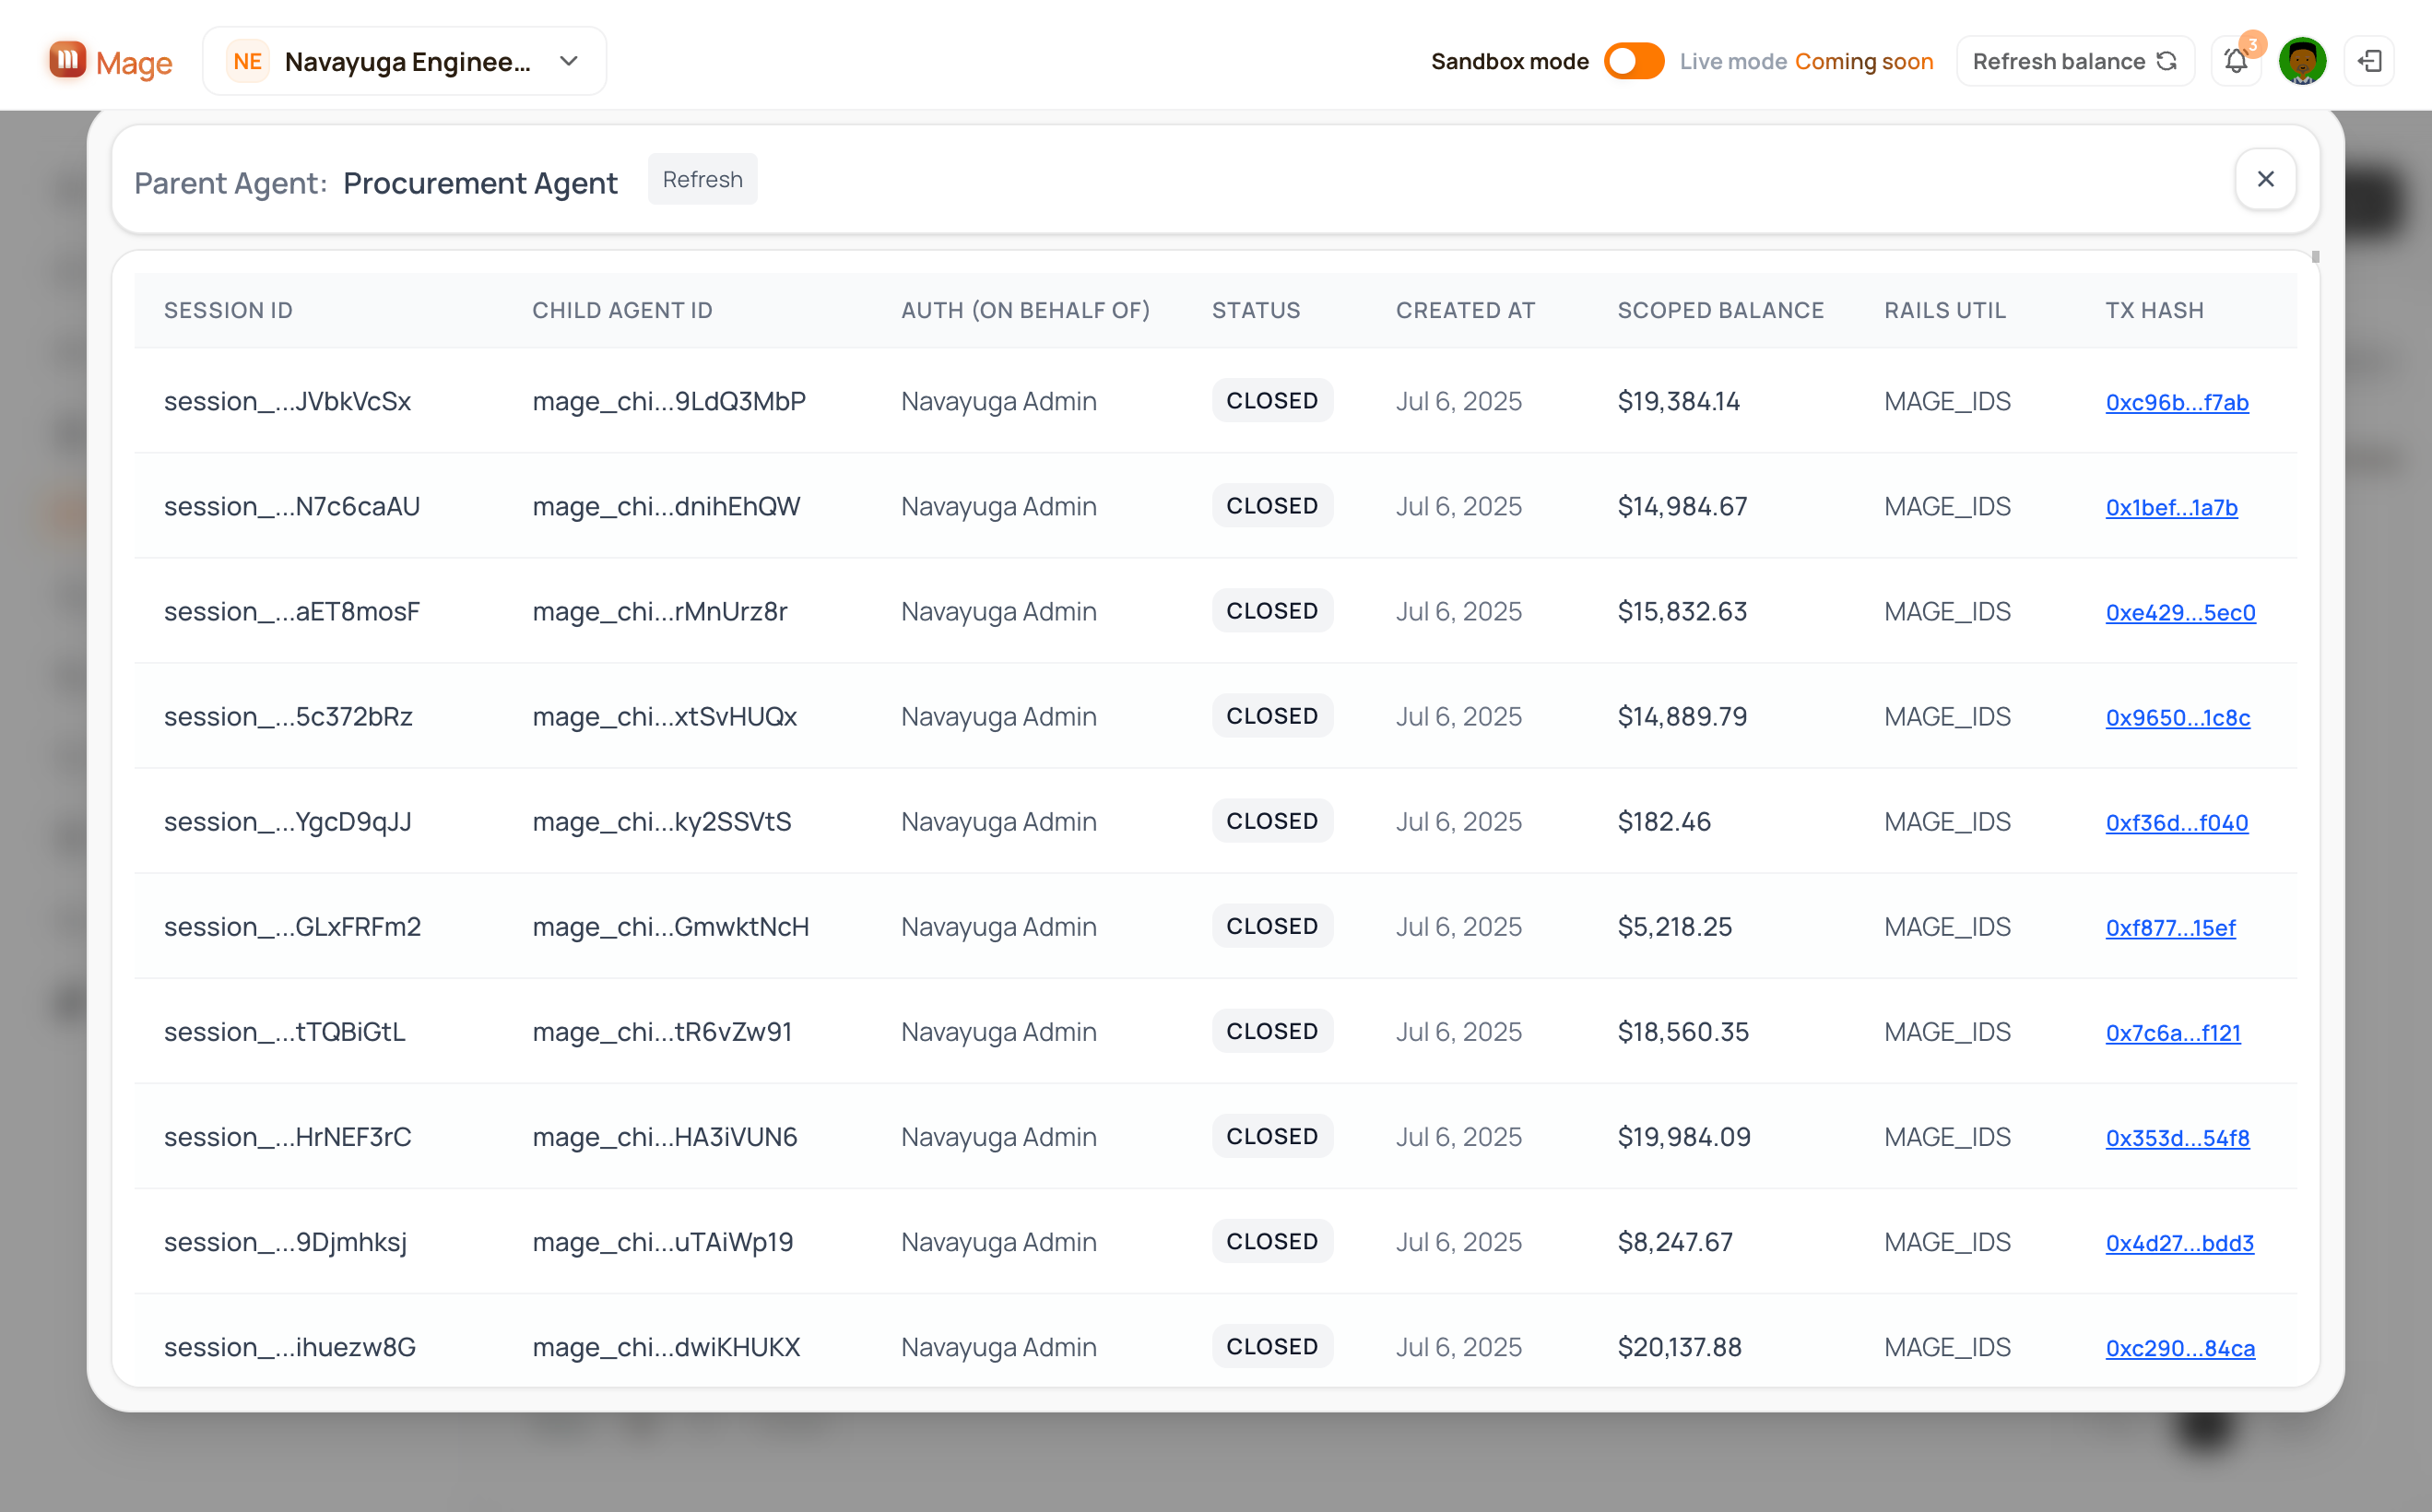 Mage NE Navayuga Enginee... Sandbox mode Live mode Coming soon Refresh balance 3
Parent Agent: Procurement Agent Refresh
SESSION ID CHILD AGENT ID AUTH (ON BEHALF OF) STATUS CREATED AT SCOPED BALANCE RAILS UTIL TX HASH
session_...JVbkVcSx mage_chi...9LdQ3MbP Navayuga Admin CLOSED Jul 6, 2025 $19,384.14 MAGE_IDS 0xc96b...f7ab
session_...N7c6caAU mage_chi...dnihEhQW Navayuga Admin CLOSED Jul 6, 2025 $14,984.67 MAGE_IDS 0x1bef...1a7b
session_...aET8mosF mage_chi...rMnUrz8r Navayuga Admin CLOSED Jul 6, 2025 $15,832.63 MAGE_IDS 0xe429...5ec0
session_...5c372bRz mage_chi...xtSvHUQx Navayuga Admin CLOSED Jul 6, 2025 $14,889.79 MAGE_IDS 0x9650...1c8c
session_...YgcD9qJJ mage_chi...ky2SSVtS Navayuga Admin CLOSED Jul 6, 2025 $182.46 MAGE_IDS 0xf36d...f040
session_...GLxFRFm2 mage_chi...GmwktNcH Navayuga Admin CLOSED Jul 6, 2025 $5,218.25 MAGE_IDS 0xf877...15ef
session_...tTQBiGtL mage_chi...tR6vZw91 Navayuga Admin CLOSED Jul 6, 2025 $18,560.35 MAGE_IDS 0x7c6a...f121
session_...HrNEF3rC mage_chi...HA3iVUN6 Navayuga Admin CLOSED Jul 6, 2025 $19,984.09 MAGE_IDS 0x353d...54f8
session_...9Djmhksj mage_chi...uTAiWp19 Navayuga Admin CLOSED Jul 6, 2025 $8,247.67 MAGE_IDS 0x4d27...bdd3
session_...ihuezw8G mage_chi...dwiKHUKX Navayuga Admin CLOSED Jul 6, 2025 $20,137.88 MAGE_IDS 0xc290...84ca